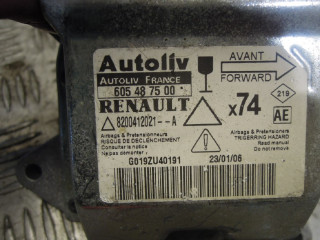 Autoliv
AUTOLIV FRANCE
605 48 75 00
RENAULT
8200412021--A
AVANT
FORWARD
x74
219
AE
Airbags & Pretensionneurs
RISQUE DE DECLENCHEMENT
Consulter la notice
Ne pas démonter
Airbags & Pretensioners
TRIGERRING HAZARD
Read manual
Do not remove
G019ZU40191
23/01/06